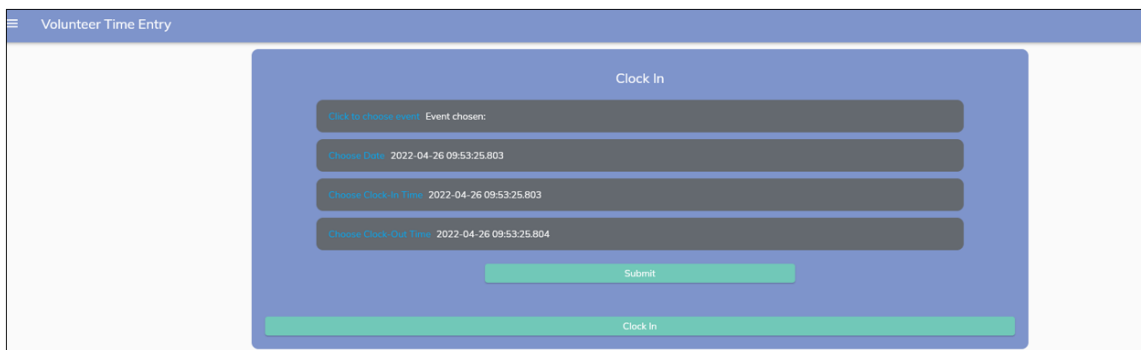 Volunteer Time Entry
Clock In
Click to choose event Event chosen:
Choose Date 2022-04-26 09:53:25.803
Choose Clock-In Time 2022-04-26 09:53:25.803
Choose Clock-Out Time 2022-04-26 09:53:25.804
Submit
Clock In